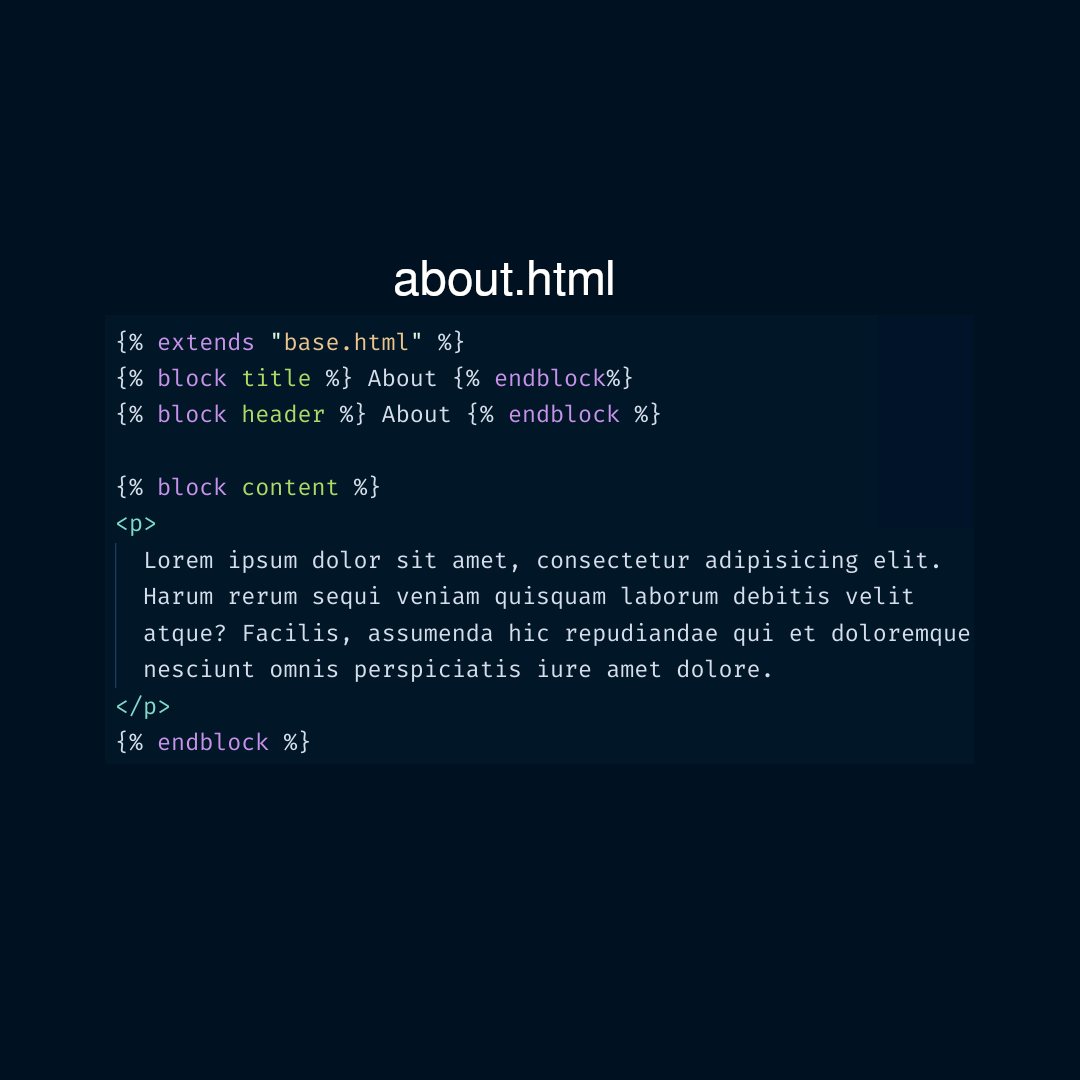 about.html
{% extends "base.html" %}
{% block title %} About {% endblock%}
{% block header %} About {% endblock %}
{% block content %}
<p>
Lorem ipsum dolor sit amet, consectetur adipisicing elit.
Harum rerum sequi veniam quisquam laborum debitis velit
atque? Facilis, assumenda hic repudiandae qui et doloremque
nesciunt omnis perspiciatis iure amet dolore.
</p>
{% endblock %}